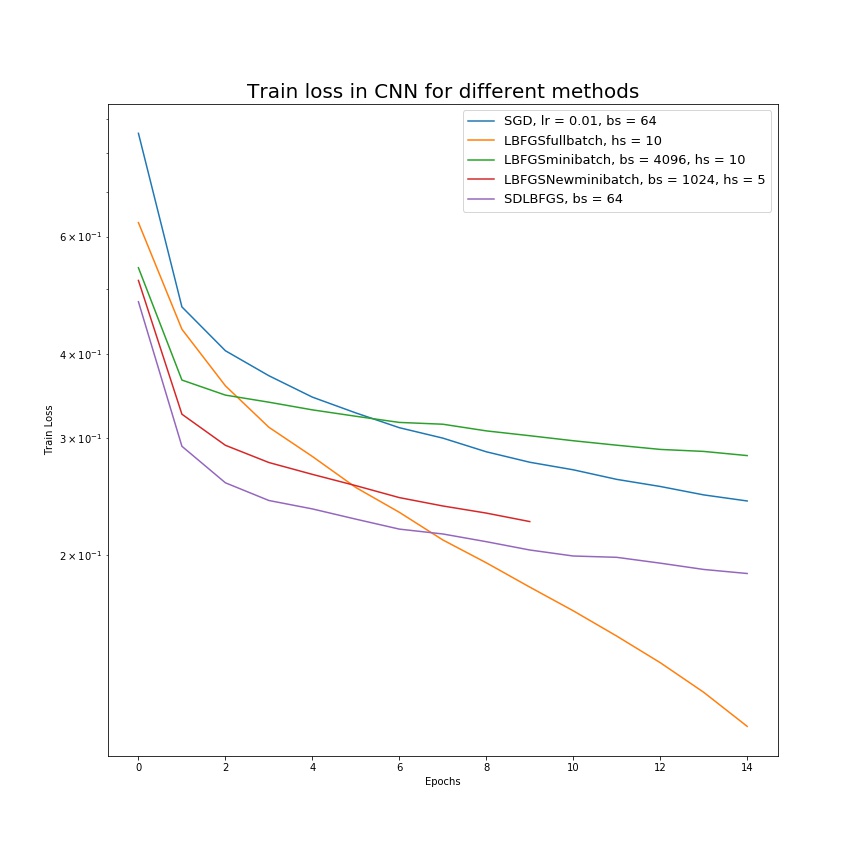 Train loss in CNN for different methods
SGD, lr = 0.01, bs = 64
LBFGSfullbatch, hs = 10
LBFGSminibatch, bs = 4096, hs = 10
LBFGSNewminibatch, bs = 1024, hs = 5
SDLBFGS, bs = 64
6 × 10⁻¹
4 × 10⁻¹
3 × 10⁻¹
2 × 10⁻¹
Train Loss
0 2 4 6 8 10 12 14
Epochs